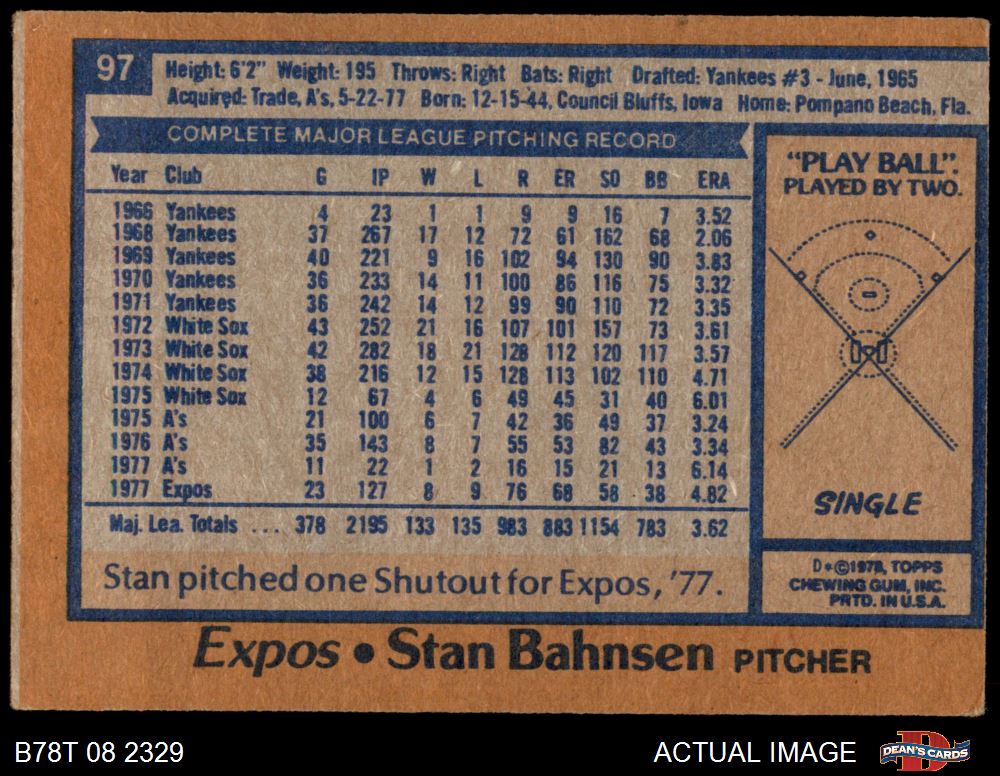 97
Height: 6'2" Weight: 195 Throws: Right Bats: Right Drafted: Yankees #3 - June, 1965
Acquired: Trade, A's, 5-22-77 Born: 12-15-44, Council Bluffs, Iowa Home: Pompano Beach, Fla.
COMPLETE MAJOR LEAGUE PITCHING RECORD
Year Club G IP W L R ER SO BB ERA
1966 Yankees 4 23 1 1 9 9 16 7 3.52
1968 Yankees 37 267 17 12 72 61 162 68 2.06
1969 Yankees 40 221 9 16 102 94 130 90 3.83
1970 Yankees 36 233 14 11 100 86 116 75 3.32
1971 Yankees 36 242 14 12 99 90 110 72 3.35
1972 White Sox 43 252 21 16 107 101 157 73 3.61
1973 White Sox 42 282 18 21 128 112 120 117 3.57
1974 White Sox 38 216 12 15 128 113 102 110 4.71
1975 White Sox 12 67 4 6 49 45 31 40 6.01
1975 A's 21 100 6 7 42 36 49 37 3.24
1976 A's 35 143 8 7 55 53 82 43 3.34
1977 A's 11 22 1 2 16 15 21 13 6.14
1977 Expos 23 127 8 9 76 68 58 38 4.82
Maj. Lea. Totals ... 378 2195 133 135 983 883 1154 783 3.62
Stan pitched one Shutout for Expos, '77.
"PLAY BALL".
PLAYED BY TWO.
SINGLE
D*©1978, TOPPS
CHEWING GUM, INC.
PRTD. IN U.S.A.
Expos • Stan Bahnsen PITCHER
B78T 08 2329
ACTUAL IMAGE
DEAN'S CARDS